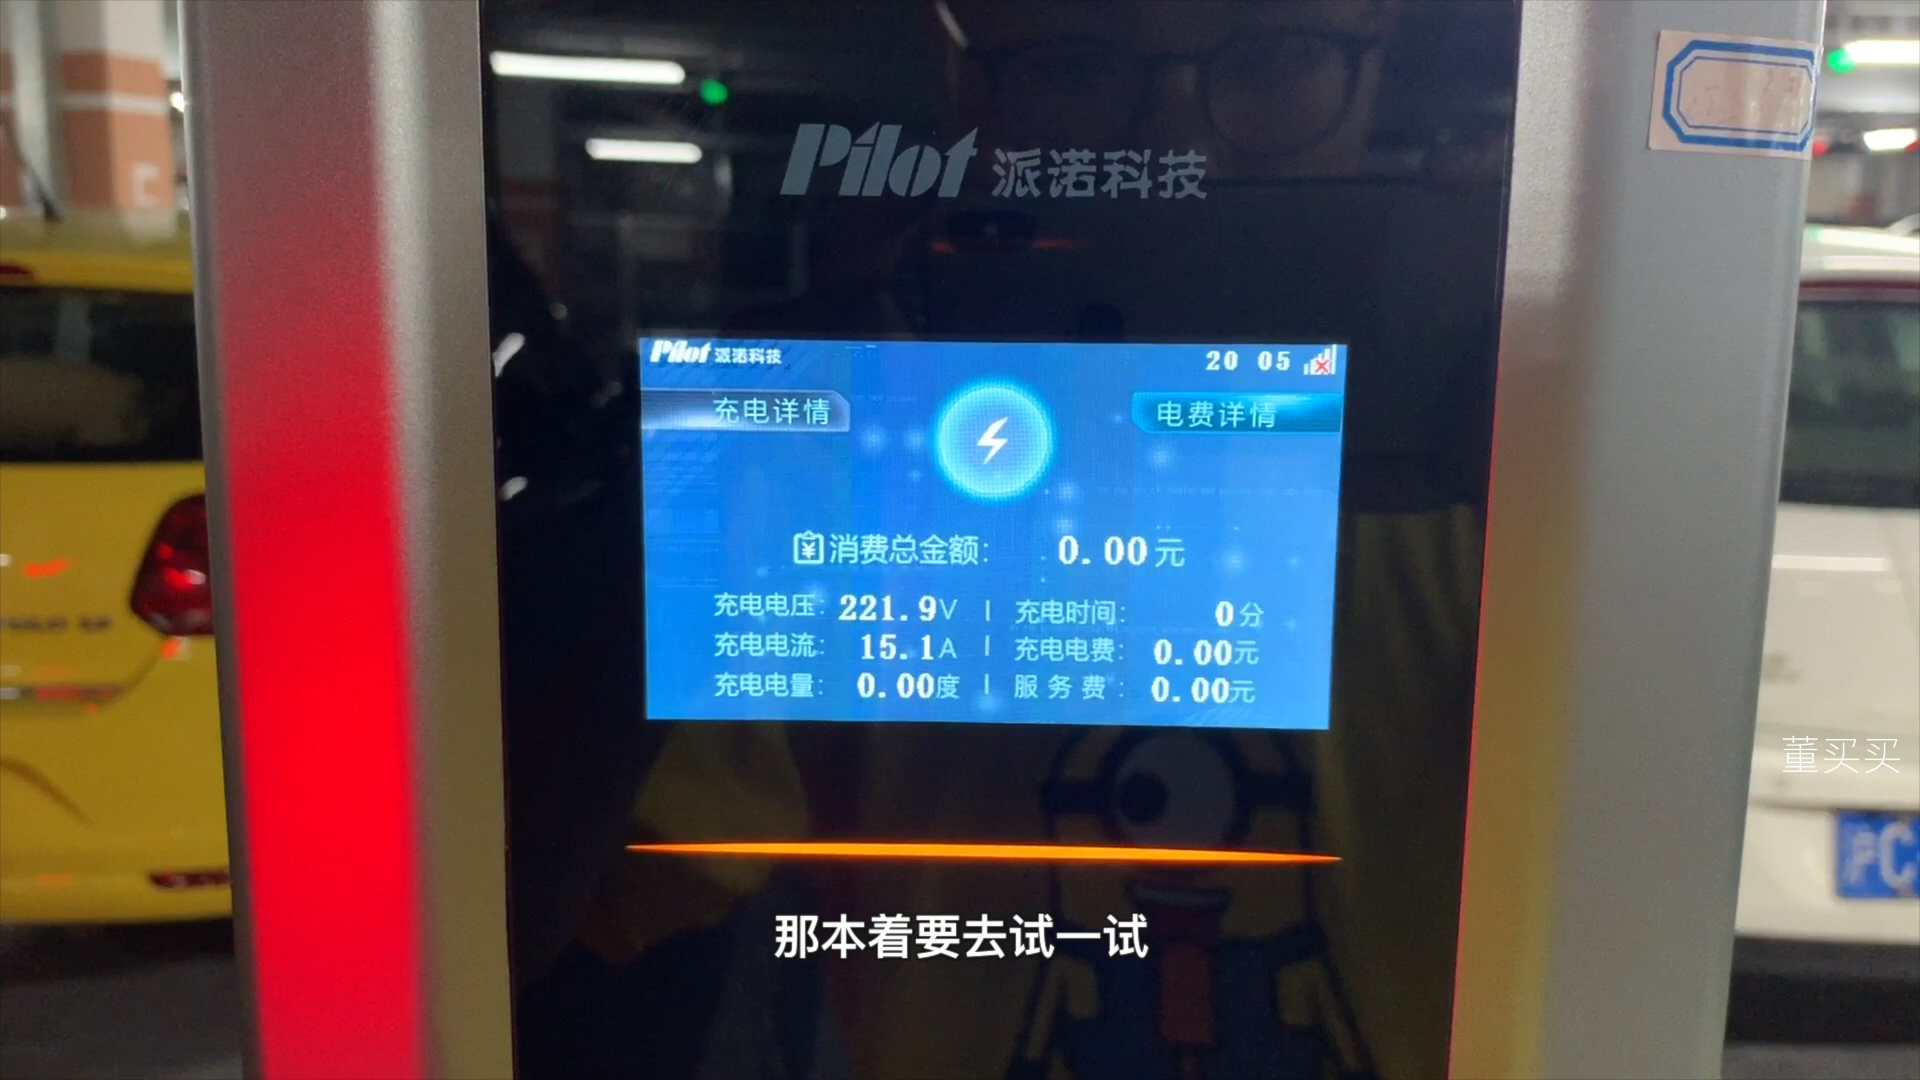 Pilot 派诺科技
Pilot 派诺科技
20 05
充电详情
电费详情
消费总金额: 0.00元
充电电压: 221.9V | 充电时间: 0分
充电电流: 15.1A | 充电电费: 0.00元
充电电量: 0.00度 | 服务费: 0.00元
董买买
沪C
那本着要去试一试